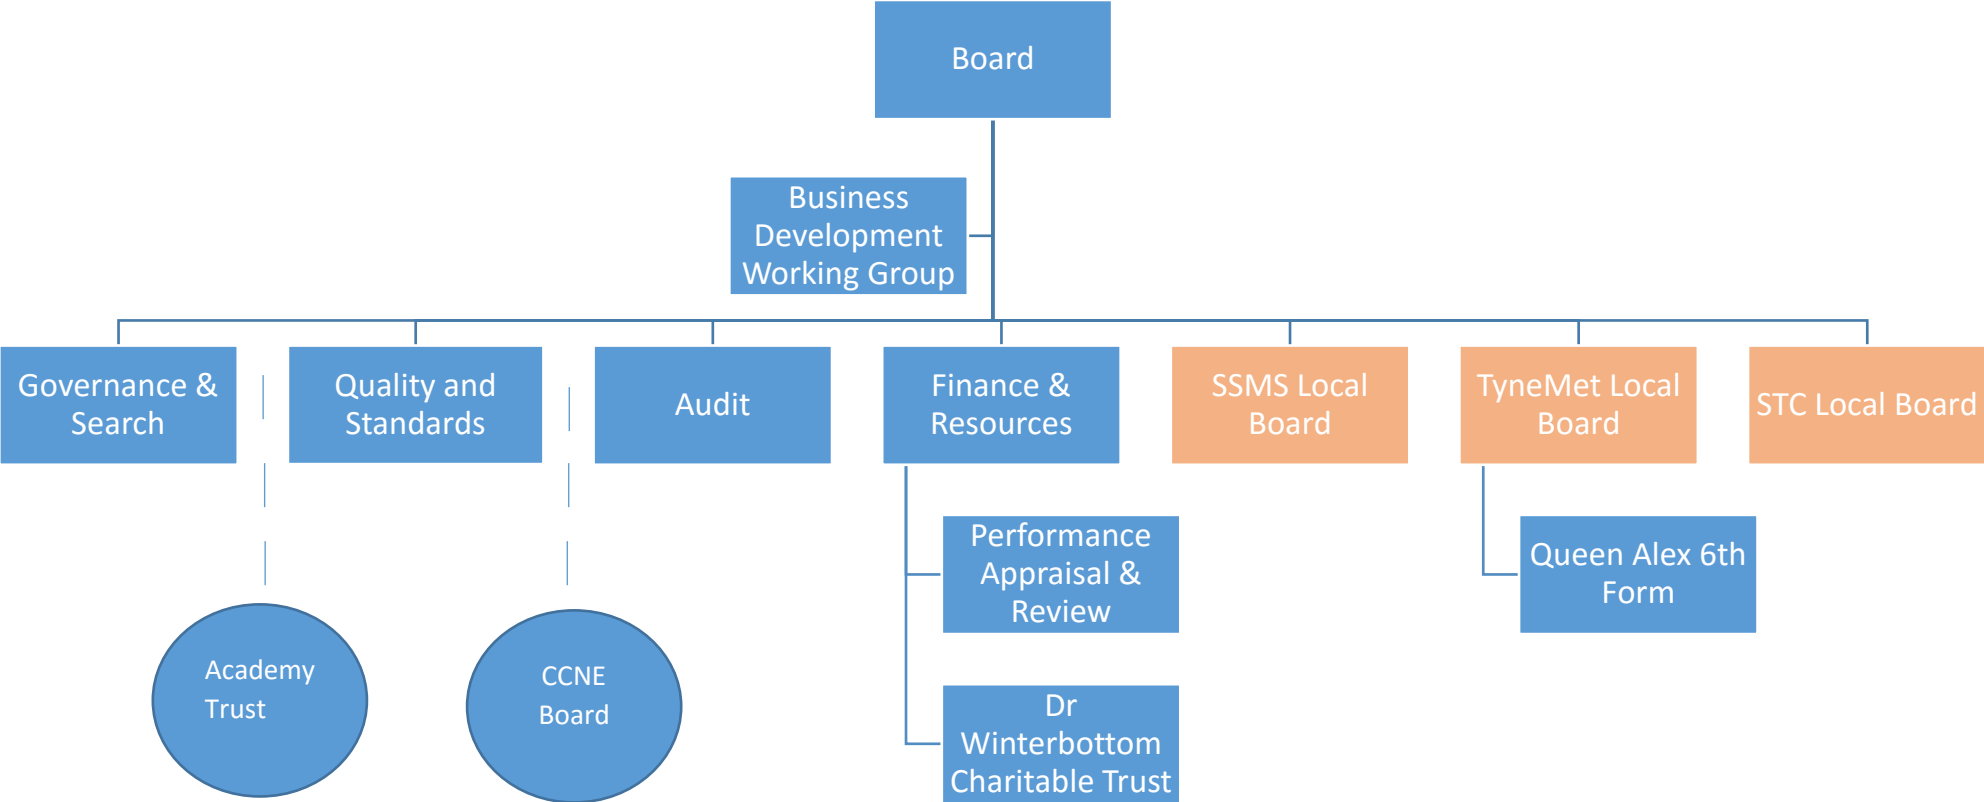 Board
Business
Development
Working Group
Governance &
Search
Quality and
Standards
Audit
Finance &
Resources
SSMS Local
Board
TyneMet Local
Board
STC Local Board
Performance
Appraisal &
Review
Queen Alex 6th
Form
Academy
Trust
CCNE
Board
Dr
Winterbottom
Charitable Trust